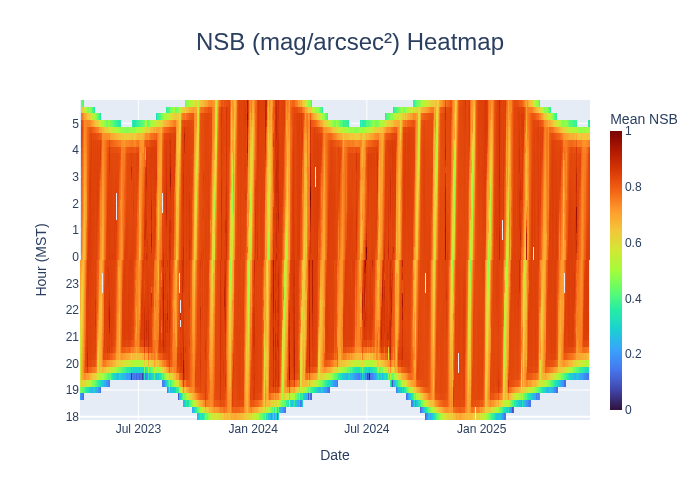 NSB (mag/arcsec²) Heatmap
Mean NSB
1
0.8
0.6
0.4
0.2
0
Hour (MST)
5
4
3
2
1
0
23
22
21
20
19
18
Jul 2023
Jan 2024
Jul 2024
Jan 2025
Date